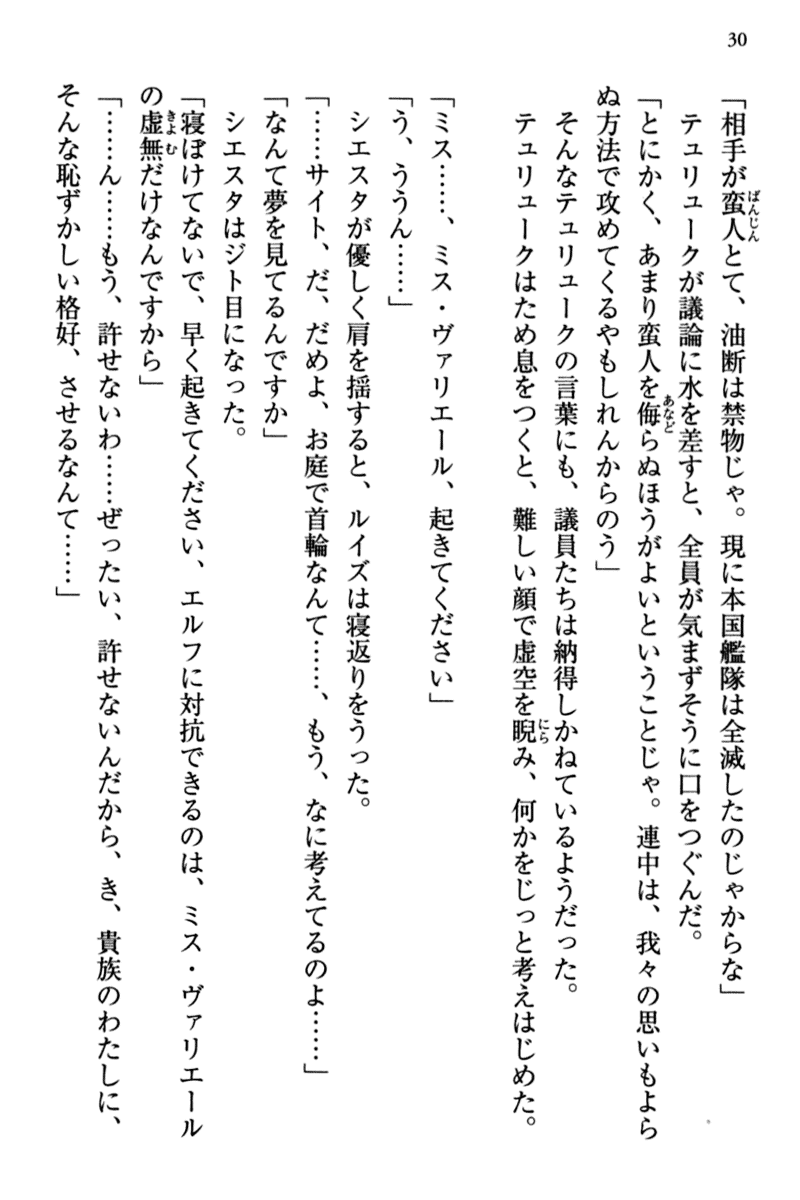 30
「相手が蛮人とて、油断は禁物じゃ。現に本国艦隊は全滅したのじゃからな」
テュリュークが議論に水を差すと、全員が気まずそうに口をつぐんだ。
「とにかく、あまり蛮人を侮らぬほうがよいということじゃ。連中は、我々の思いもよら
ぬ方法で攻めてくるやもしれんからのう」
そんなテュリュークの言葉にも、議員たちは納得しかねているようだった。
テュリュークはため息をつくと、難しい顔で虚空を睨み、何かをじっと考えはじめた。
「ミス……、ミス・ヴァリエール、起きてください」
「う、ううん……」
シエスタが優しく肩を揺すると、ルイズは寝返りをうった。
「……サイト、だ、だめよ、お庭で首輪なんて……、もう、なに考えてるのよ……」
「なんて夢を見てるんですか」
シエスタはジト目になった。
「寝ぼけてないで、早く起きてください、エルフに対抗できるのは、ミス・ヴァリエール
の虚無だけなんですから」
「……ん……もう、許せないわ……ぜったい、許せないんだから、き、貴族のわたしに、
そんな恥ずかしい格好、させるなんて……」